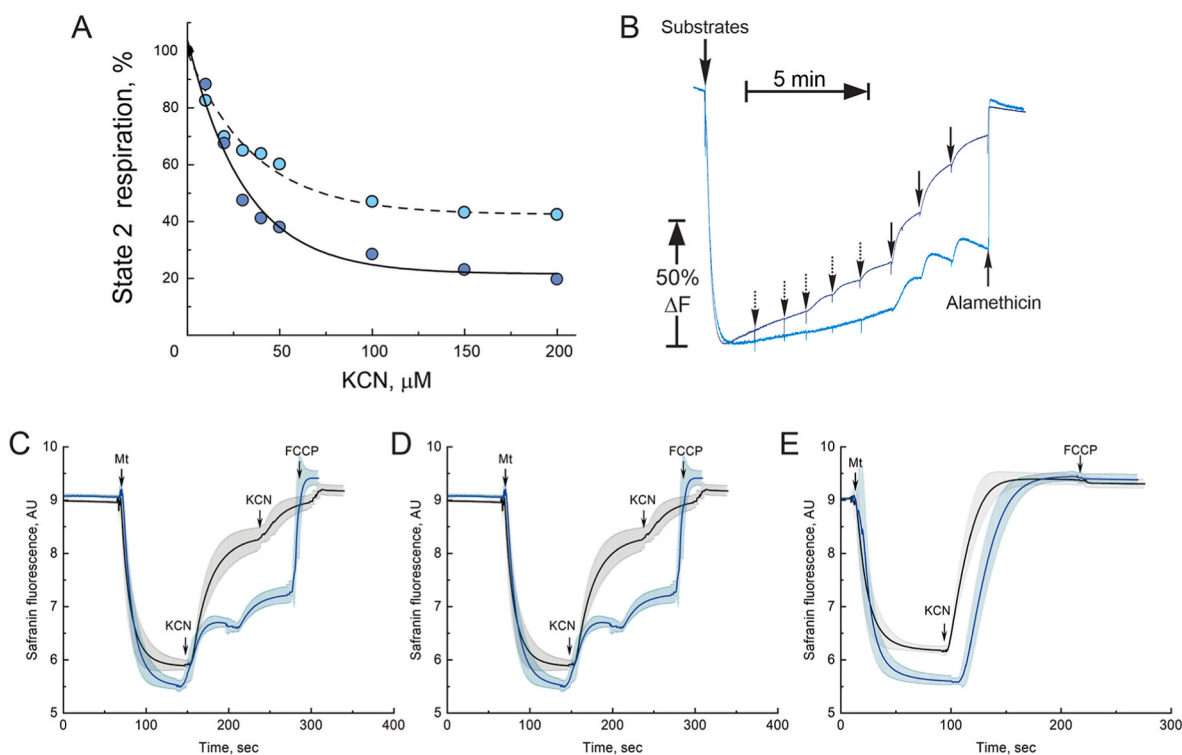 A
State 2 respiration, %
100
80
60
40
20
0
50
100
150
200
KCN, μM
B
Substrates
5 min
50%
ΔF
Alamethicin
C
Safranin fluorescence, AU
10
9
8
7
6
5
Mt
KCN
KCN
FCCP
0
100
200
300
400
Time, sec
D
Safranin fluorescence, AU
10
9
8
7
6
5
Mt
KCN
KCN
FCCP
0
100
200
300
400
Time, sec
E
Safranin fluorescence, AU
10
9
8
7
6
5
Mt
KCN
FCCP
0
100
200
300
Time, sec